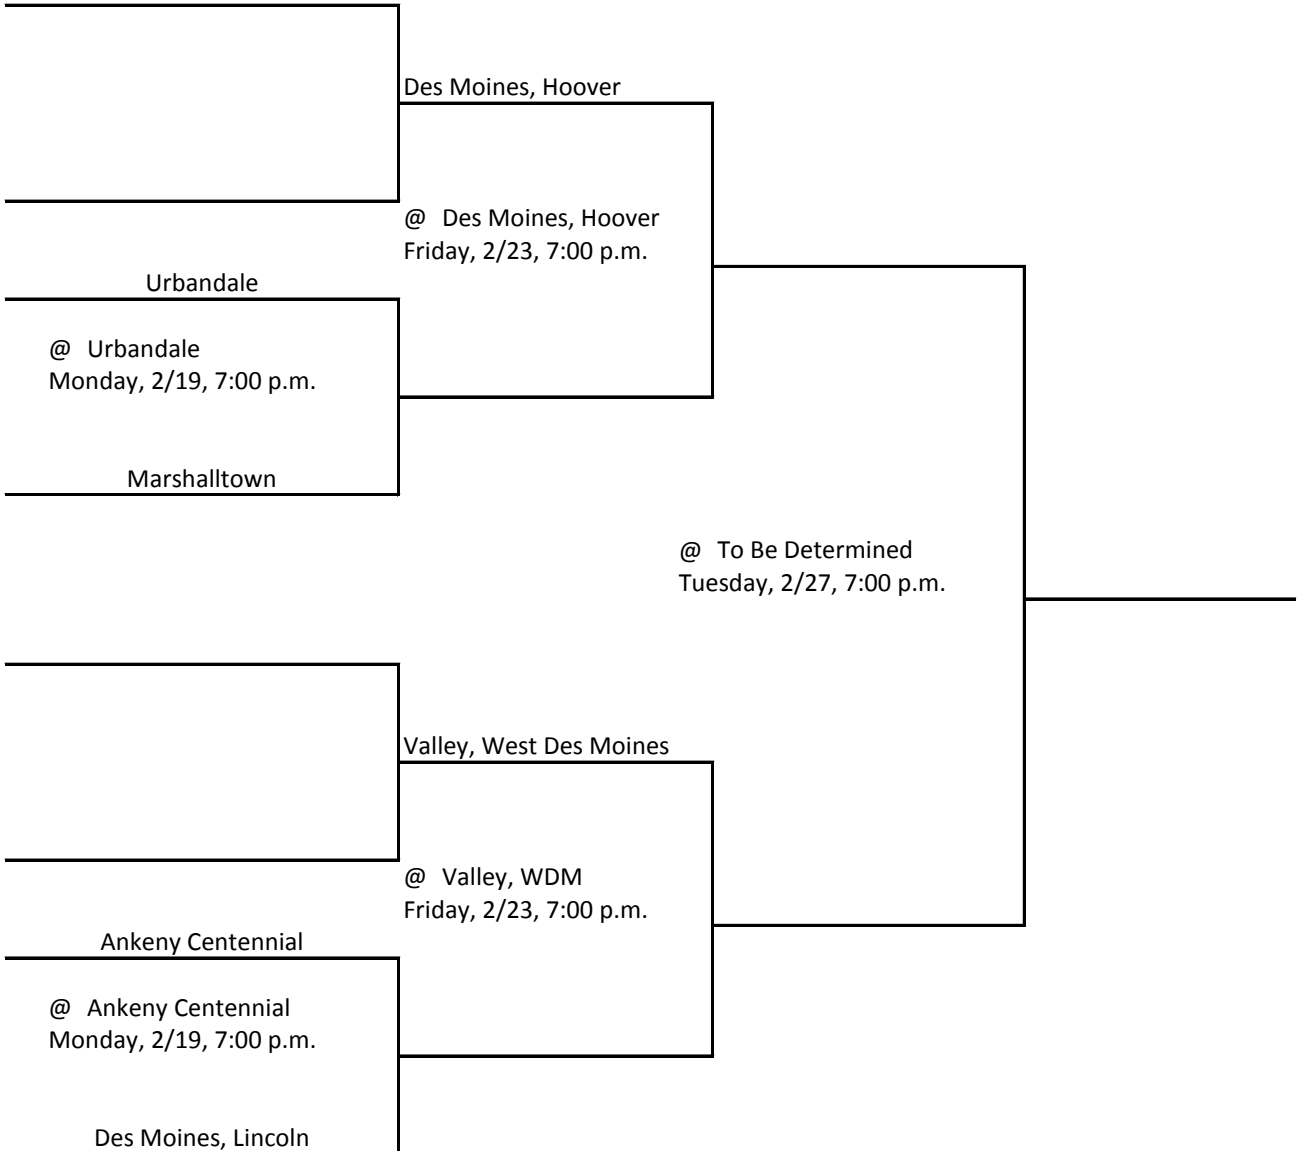 Des Moines, Hoover
@ Des Moines, Hoover
Friday, 2/23, 7:00 p.m.
Urbandale
@ Urbandale
Monday, 2/19, 7:00 p.m.
Marshalltown
@ To Be Determined
Tuesday, 2/27, 7:00 p.m.
Valley, West Des Moines
@ Valley, WDM
Friday, 2/23, 7:00 p.m.
Ankeny Centennial
@ Ankeny Centennial
Monday, 2/19, 7:00 p.m.
Des Moines, Lincoln